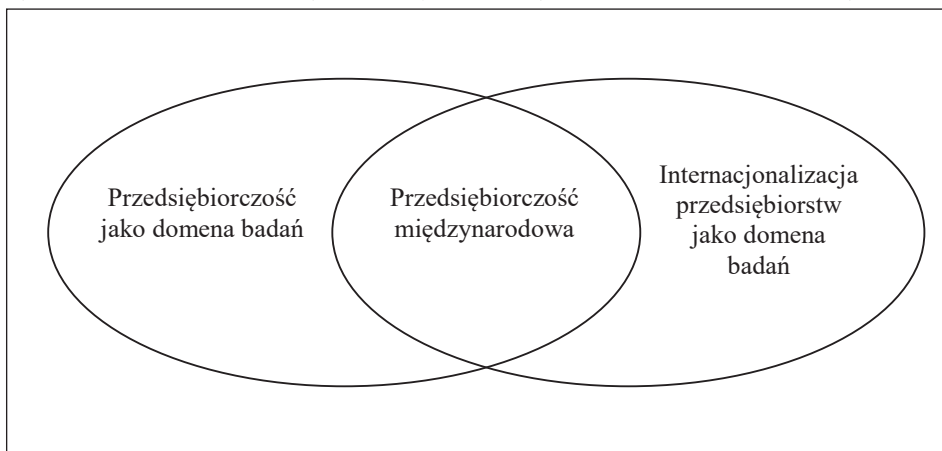 Przedsiębiorczość
jako domena badań
Przedsiębiorczość
międzynarodowa
Internacjonalizacja
przedsiębiorstw
jako domena
badań